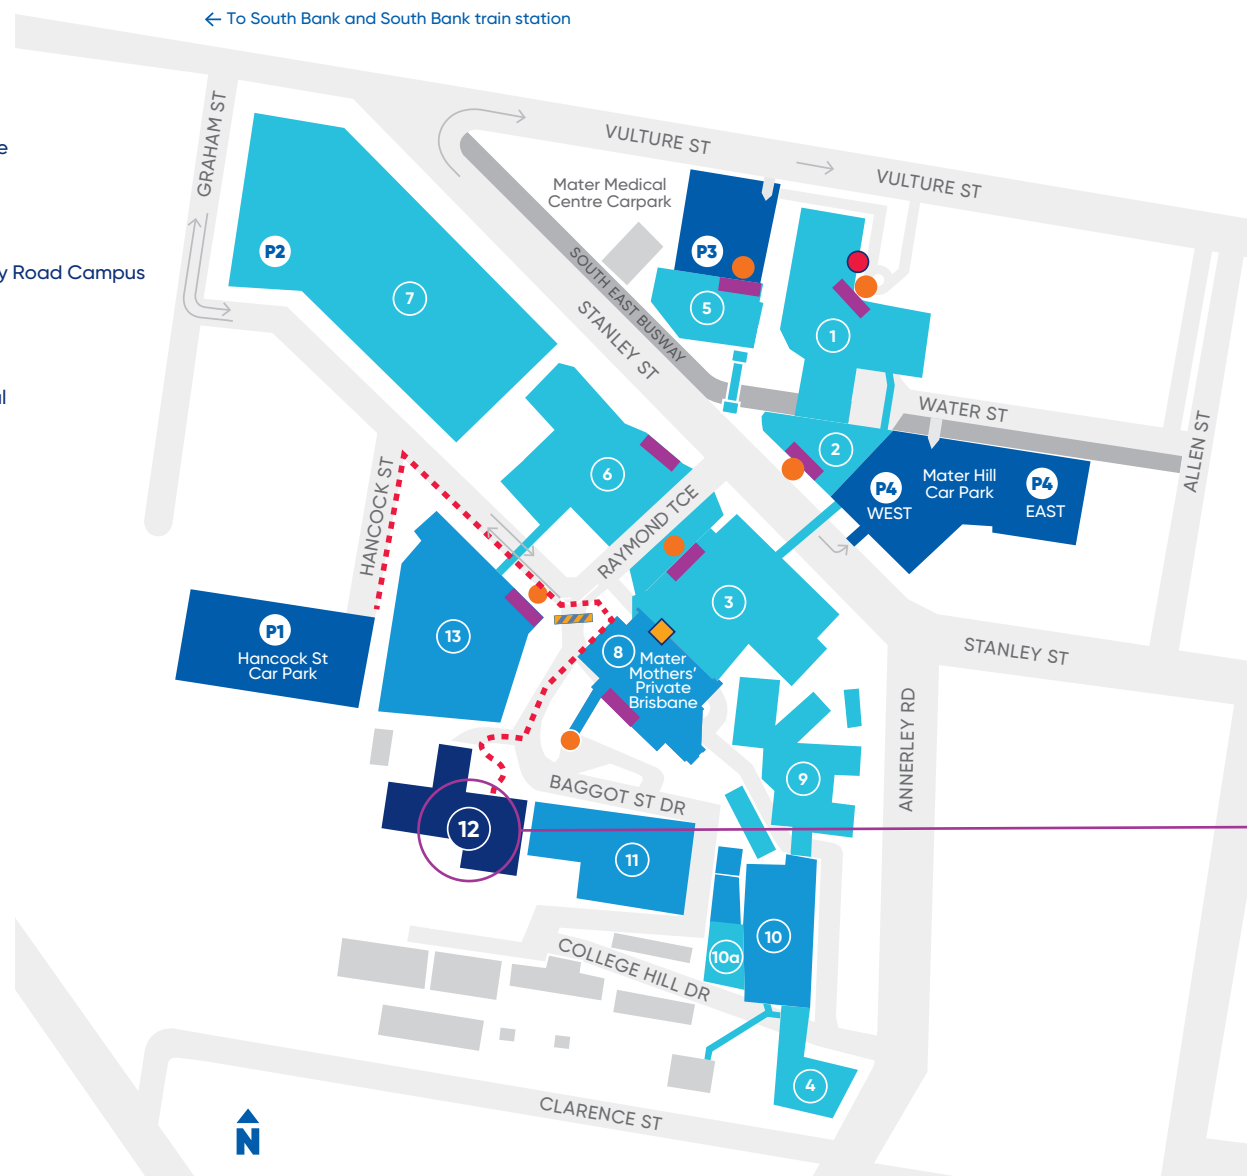 ← To South Bank and South Bank train station
GRAHAM ST
VULTURE ST
VULTURE ST
e
Mater Medical
Centre Carpark
P3
P2
y Road Campus
7
SOUTH EAST BUSWAY
STANLEY ST
5
1
al
WATER ST
ALLEN ST
2
6
P4
WEST
Mater Hill
Car Park
P4
EAST
HANCOCK ST
RAYMOND TCE
3
P1
Hancock St
Car Park
13
8
Mater
Mothers'
Private
Brisbane
STANLEY ST
ANNERLEY RD
9
BAGGOT ST DR
12
11
10
10a
COLLEGE HILL DR
4
CLARENCE ST
N